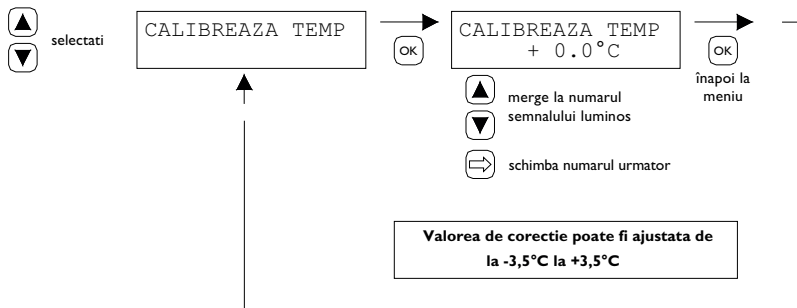 selectati
CALIBREAZA TEMP
OK
CALIBREAZA TEMP
+ 0.0°C
OK
înapoi la
meniu
merge la numarul
semnalului luminos
schimba numarul urmator
Valorea de corectie poate fi ajustata de
la -3,5°C la +3,5°C